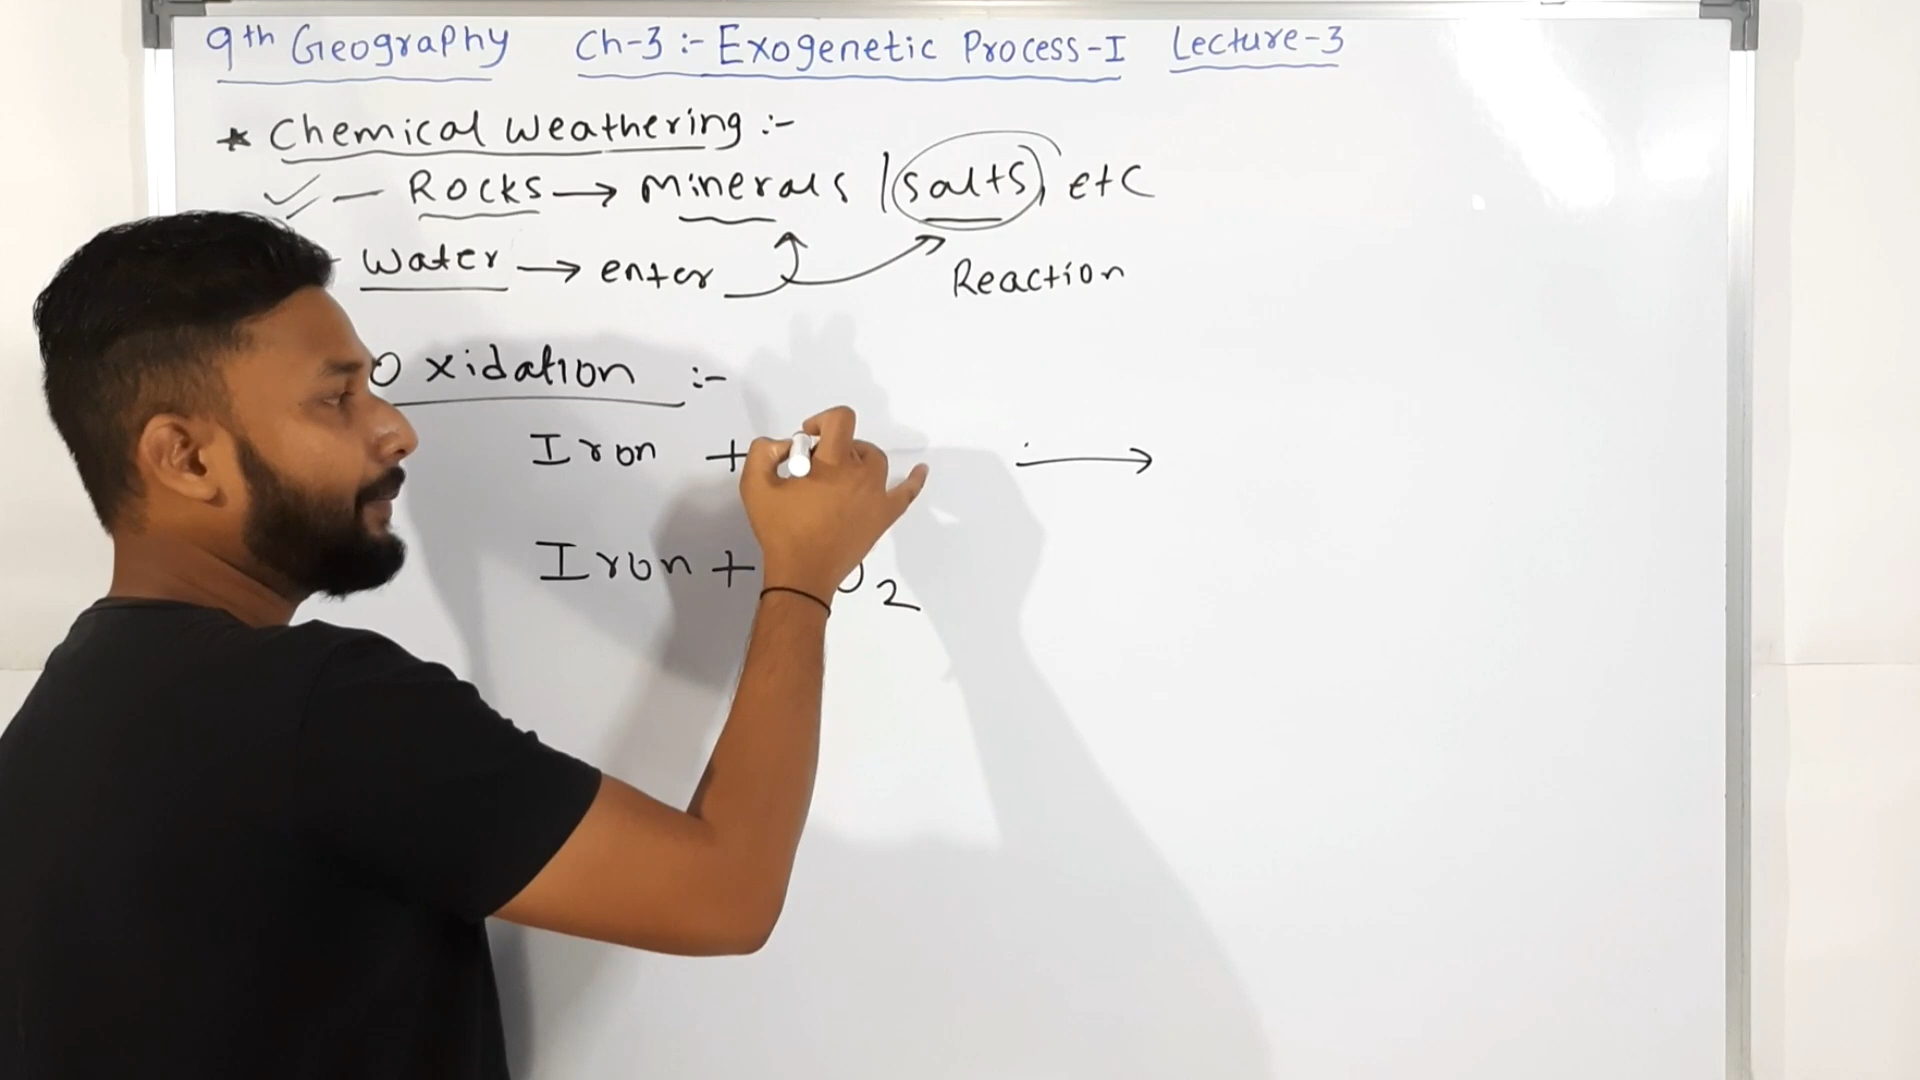 9th Geography Ch-3 :- Exogenetic Process-I Lecture-3
* Chemical Weathering :-
✓ - Rocks → minerals / salts, etc
Water → enter Reaction
Oxidation :-
Iron + →
Iron + O2